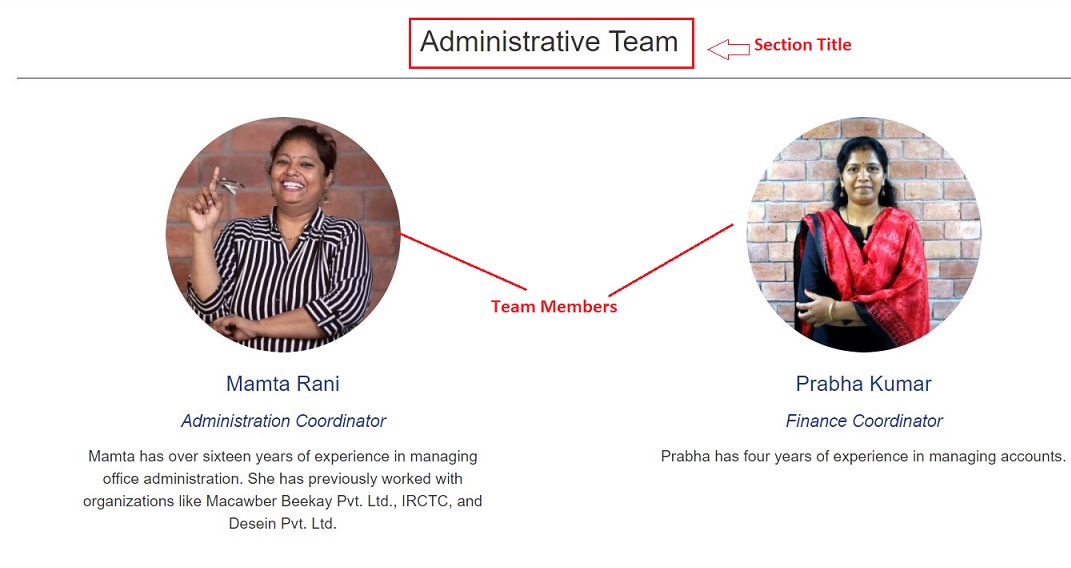 Administrative Team
Section Title
Team Members
Mamta Rani
Administration Coordinator
Mamta has over sixteen years of experience in managing
office administration. She has previously worked with
organizations like Macawber Beekay Pvt. Ltd., IRCTC, and
Desein Pvt. Ltd.
Prabha Kumar
Finance Coordinator
Prabha has four years of experience in managing accounts.